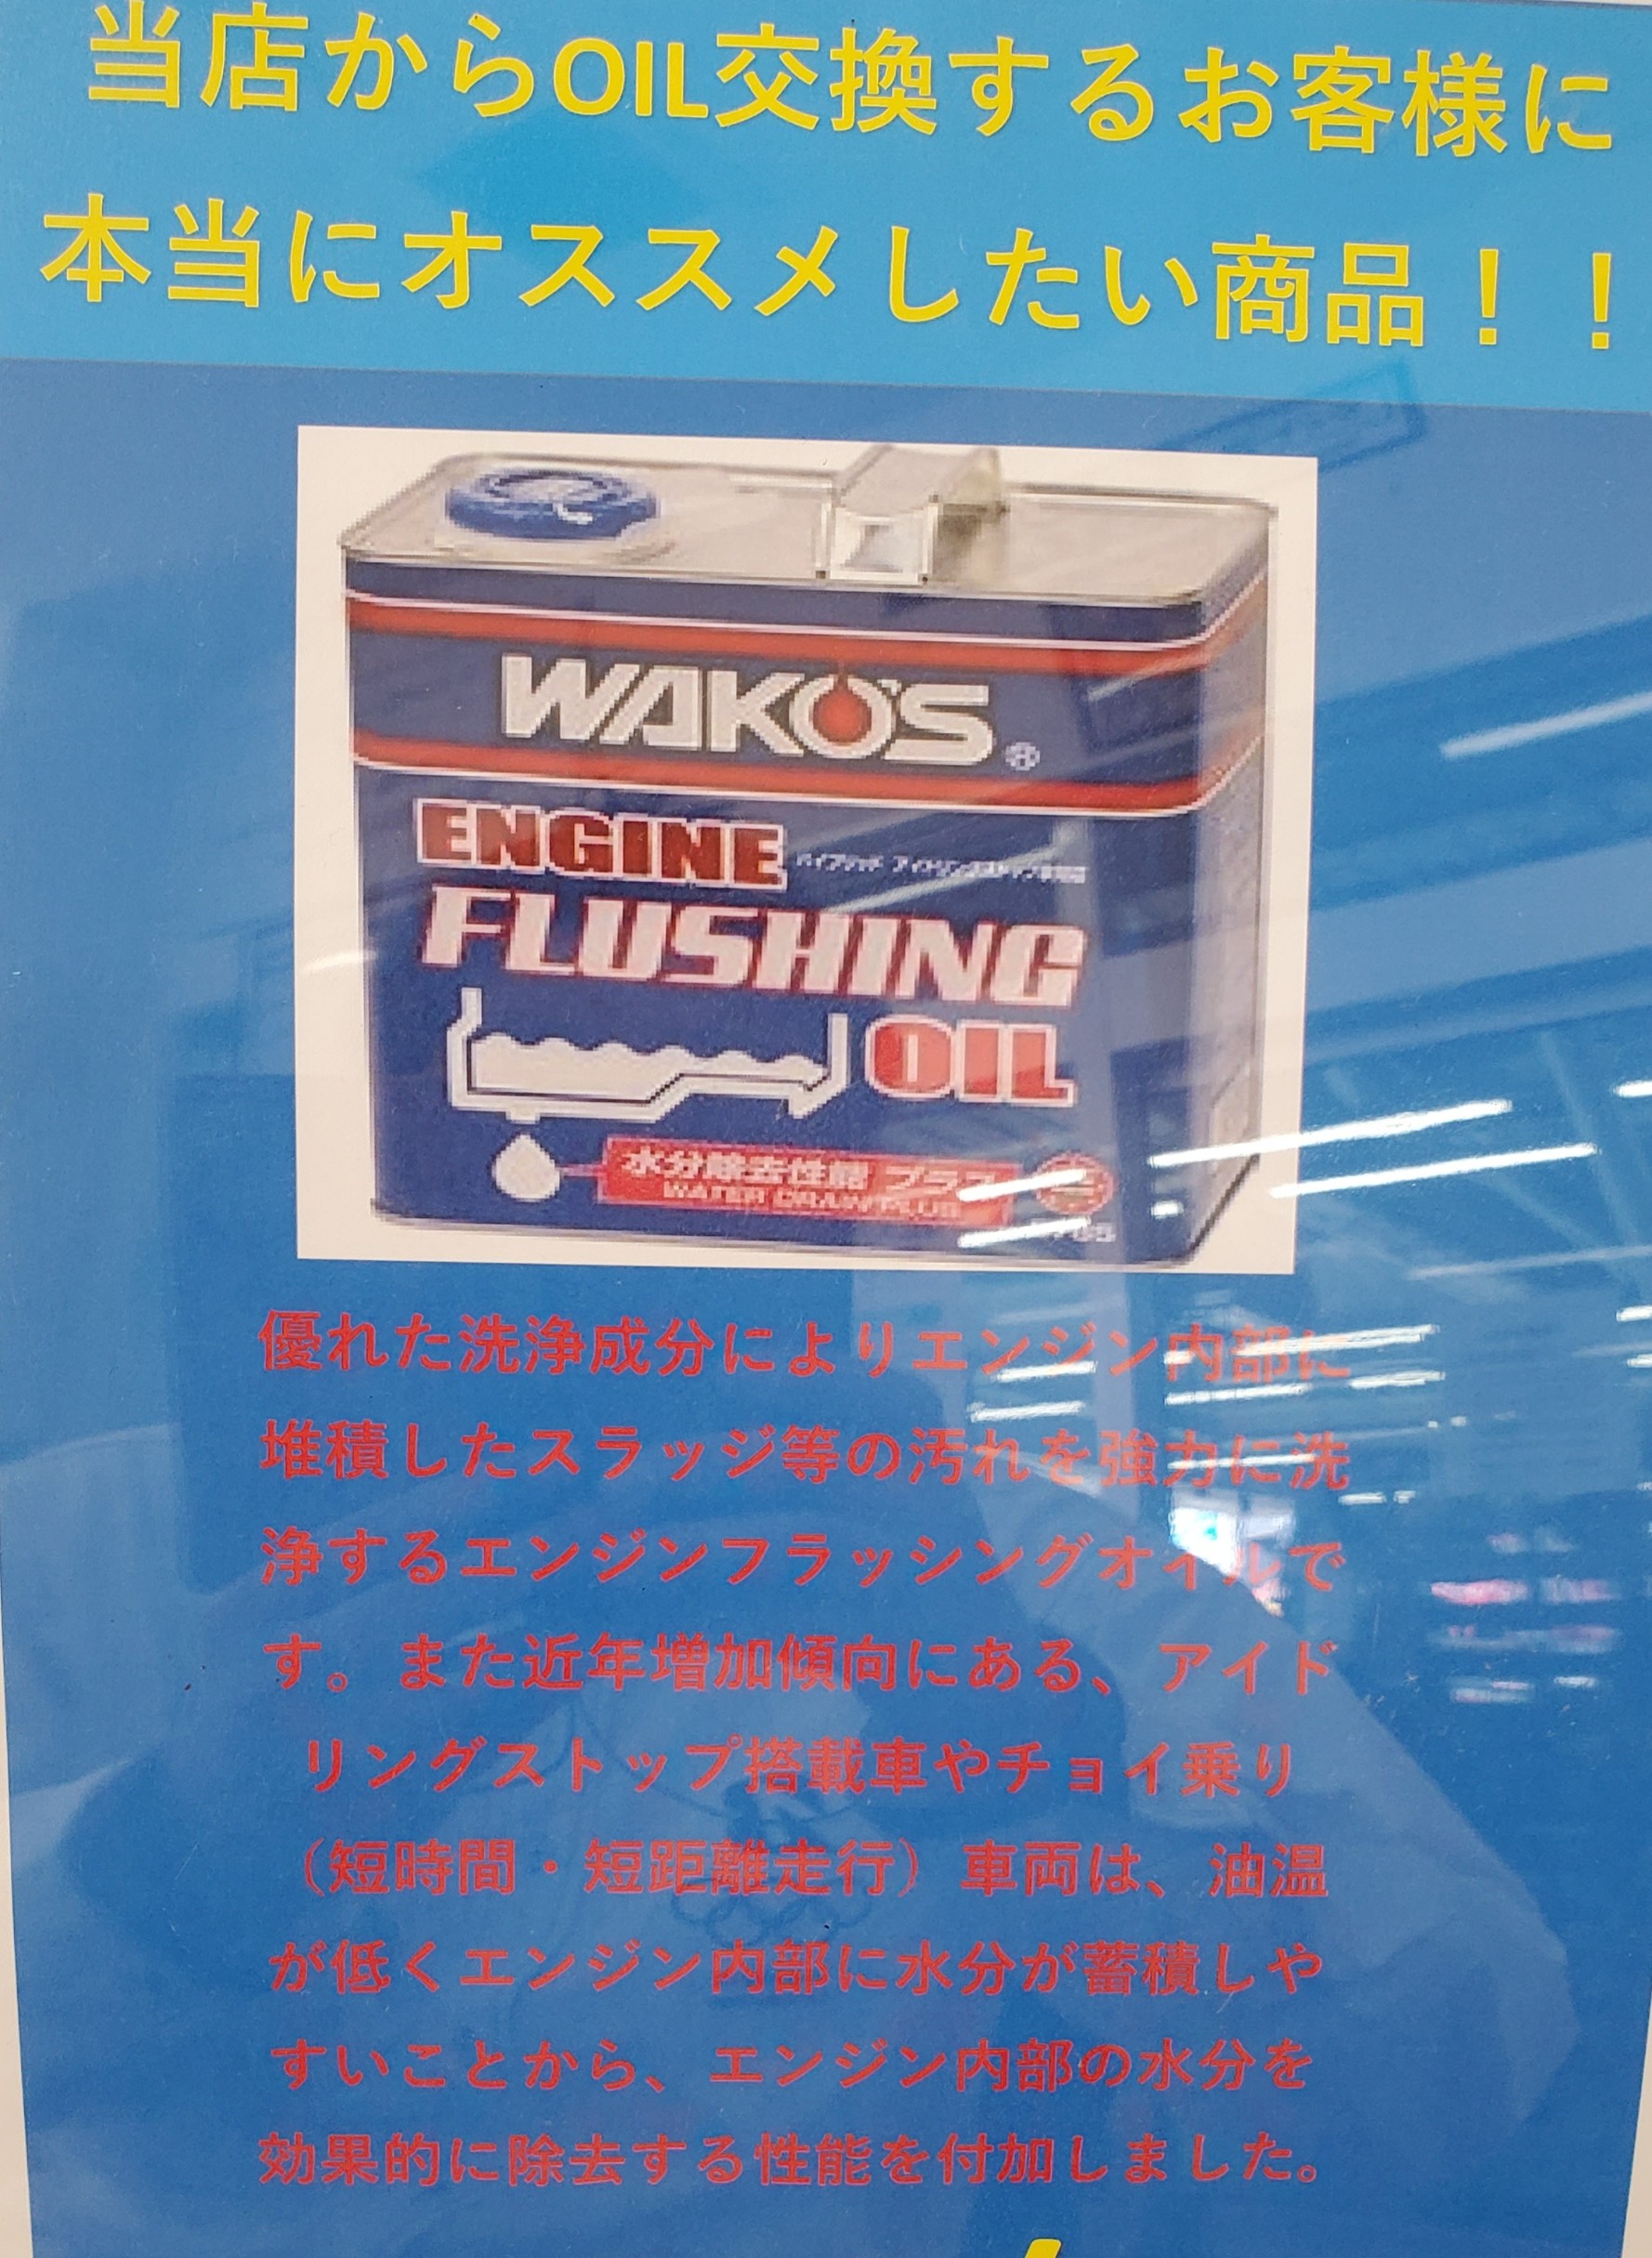 当店からOIL交換するお客様に
本当にオススメしたい商品！！
WAKO'S®
ENGINE
FLUSHING
OIL
水分除去性能 プラス
WATER DRAW PLUS
優れた洗浄成分によりエンジン内部に
堆積したスラッジ等の汚れを強力に洗
浄するエンジンフラッシングオイルで
す。また近年増加傾向にある、アイド
リングストップ搭載車やチョイ乗り
（短時間・短距離走行）車両は、油温
が低くエンジン内部に水分が蓄積しや
すいことから、エンジン内部の水分を
効果的に除去する性能を付加しました。